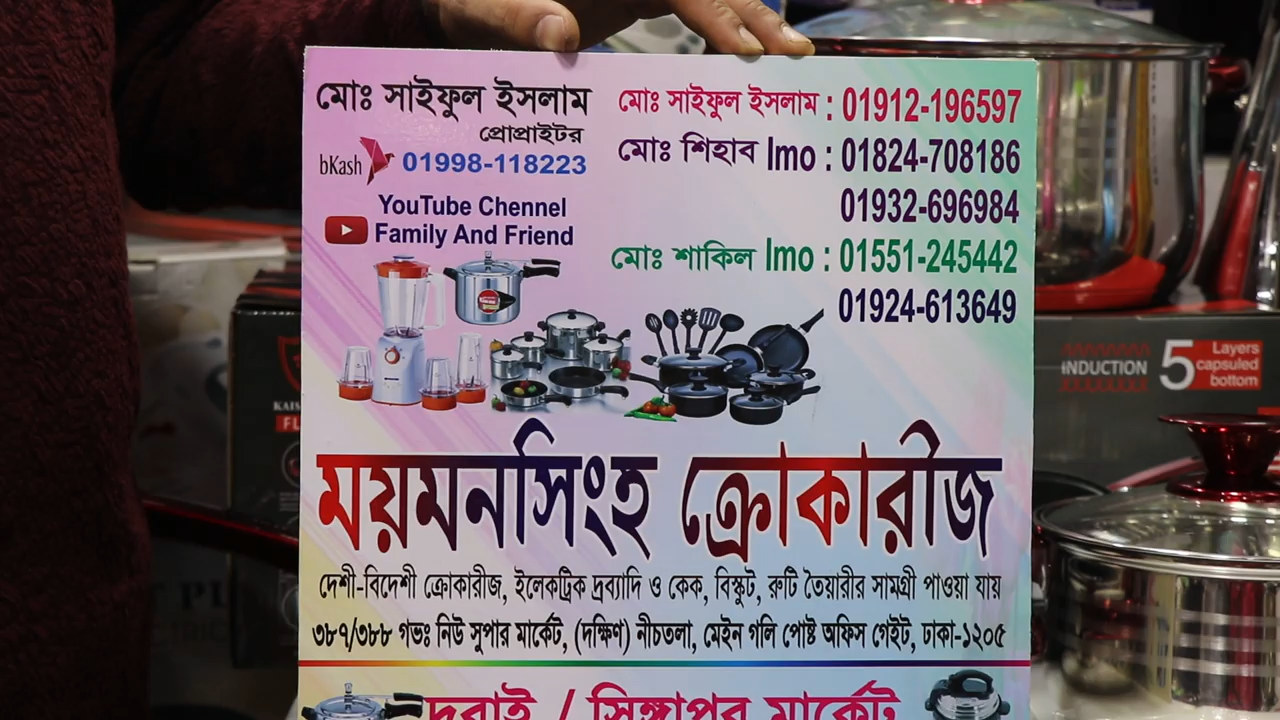 মোঃ সাইফুল ইসলাম
প্রোপ্রাইটর
bKash 01998-118223
YouTube Chennel
Family And Friend
মোঃ সাইফুল ইসলাম : 01912-196597
মোঃ শিহাব Imo : 01824-708186
01932-696984
মোঃ শাকিল Imo : 01551-245442
01924-613649
ময়মনসিংহ ক্রোকারীজ
দেশী-বিদেশী ক্রোকারীজ, ইলেকট্রিক দ্রব্যাদি ও কেক, বিস্কুট, রুটি তৈয়ারীর সামগ্রী পাওয়া যায়
৩৮৭/৩৮৮ গভঃ নিউ সুপার মার্কেট, (দক্ষিণ) নীচতলা, মেইন গলি পোষ্ট অফিস গেইট, ঢাকা-১২০৫
দুবাই / সিঙ্গাপুর মার্কেট
INDUCTION
5 Layers
capsuled
bottom